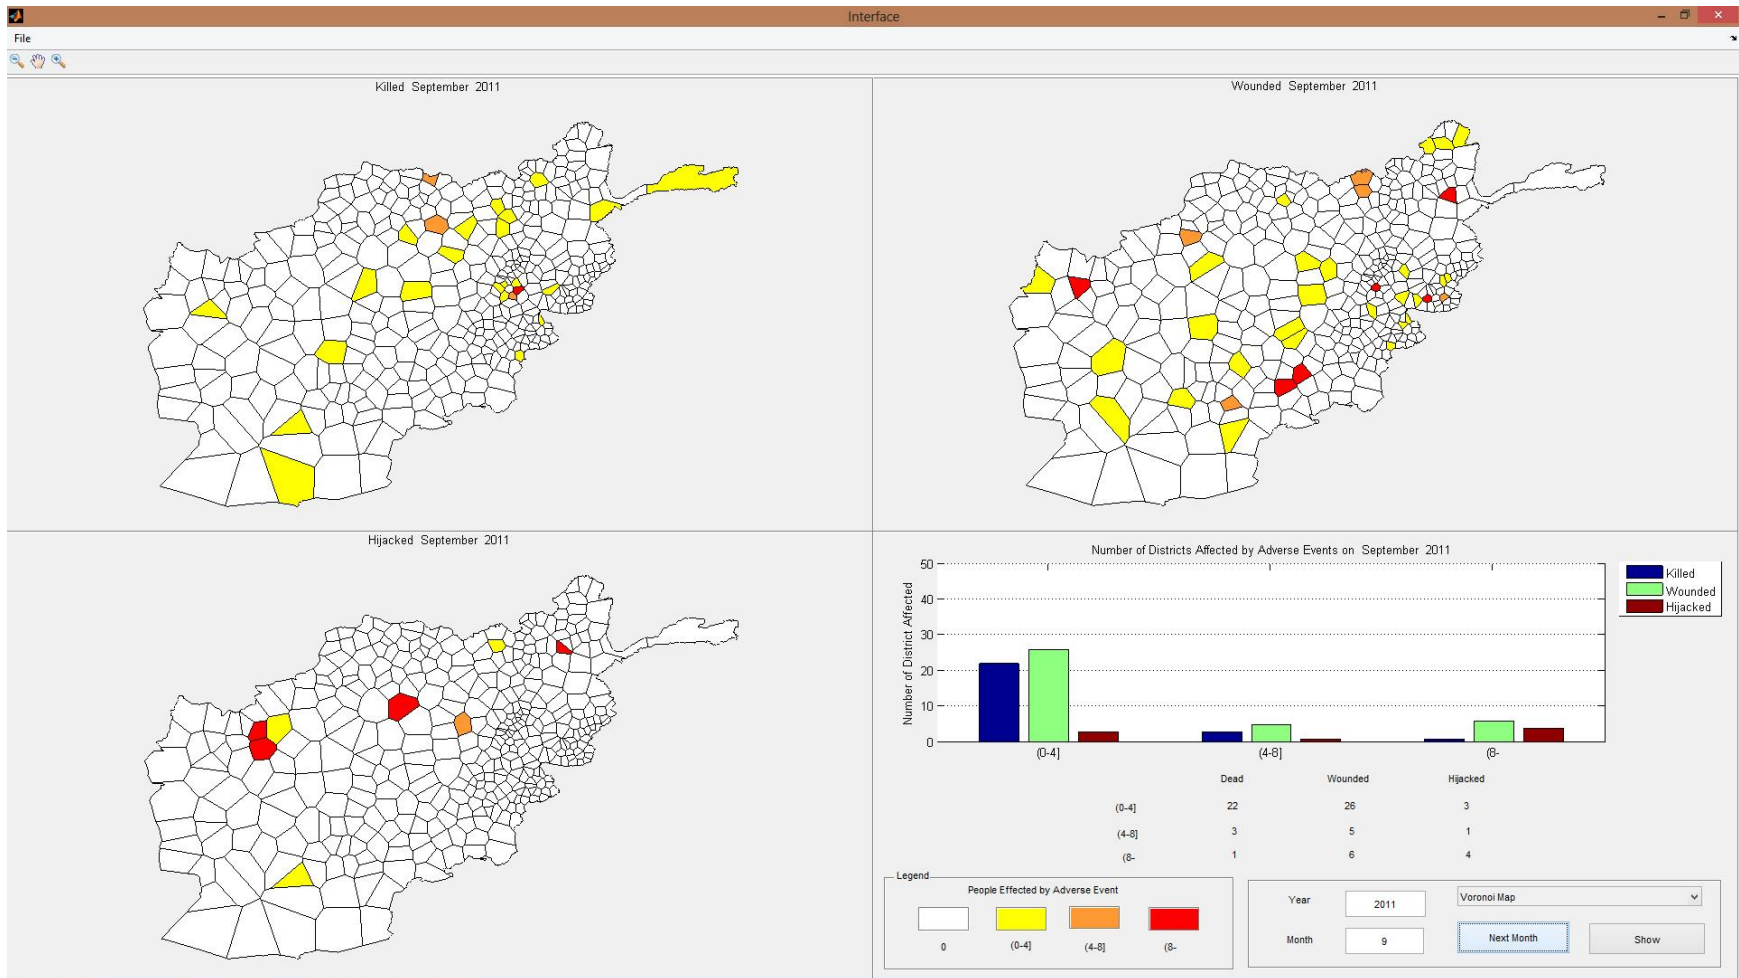 Interface
File
Killed September 2011
Wounded September 2011
Hijacked September 2011
Number of Districts Affected by Adverse Events on September 2011
Number of District Affected
50
40
30
20
10
0
(0-4]
(4-8]
(8-
Killed
Wounded
Hijacked
Dead Wounded Hijacked
(0-4] 22 26 3
(4-8] 3 5 1
(8- 1 6 4
Legend
People Effected by Adverse Event
0 (0-4] (4-8] (8-
Year 2011 Voronoi Map
Month 9 Next Month Show